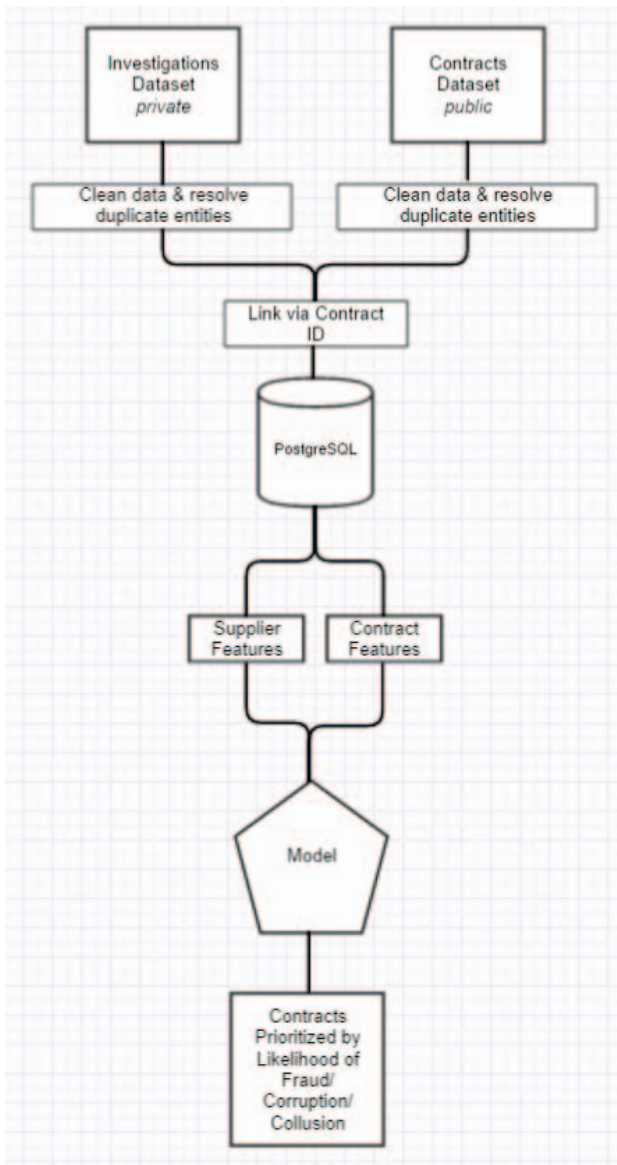 Investigations
Dataset
private
Contracts
Dataset
public
Clean data & resolve
duplicate entities
Clean data & resolve
duplicate entities
Link via Contract
ID
PostgreSQL
Supplier
Features
Contract
Features
Model
Contracts
Prioritized by
Likelihood of
Fraud/
Corruption/
Collusion